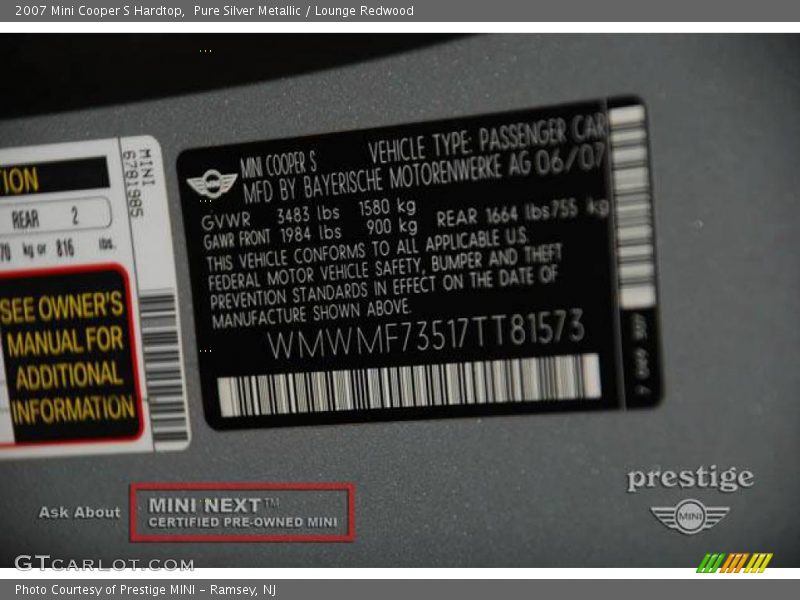 2007 Mini Cooper S Hardtop,  Pure Silver Metallic / Lounge Redwood
TION
REAR 2
70 kg or 816 lbs.
SEE OWNER'S
MANUAL FOR
ADDITIONAL
INFORMATION
MINI
6781985
MINI COOPER S VEHICLE TYPE: PASSENGER CAR
MFD BY BAYERISCHE MOTORENWERKE AG 06/07
GVWR 3483 lbs 1580 kg
GAWR FRONT 1984 lbs 900 kg REAR 1664 lbs 755 kg
THIS VEHICLE CONFORMS TO ALL APPLICABLE U.S.
FEDERAL MOTOR VEHICLE SAFETY, BUMPER AND THEFT
PREVENTION STANDARDS IN EFFECT ON THE DATE OF
MANUFACTURE SHOWN ABOVE.
WMWMF73517TT81573
Ask About MINI NEXT™
CERTIFIED PRE-OWNED MINI
prestige
MINI
GTCARLOT.COM
Photo Courtesy of Prestige MINI – Ramsey, NJ